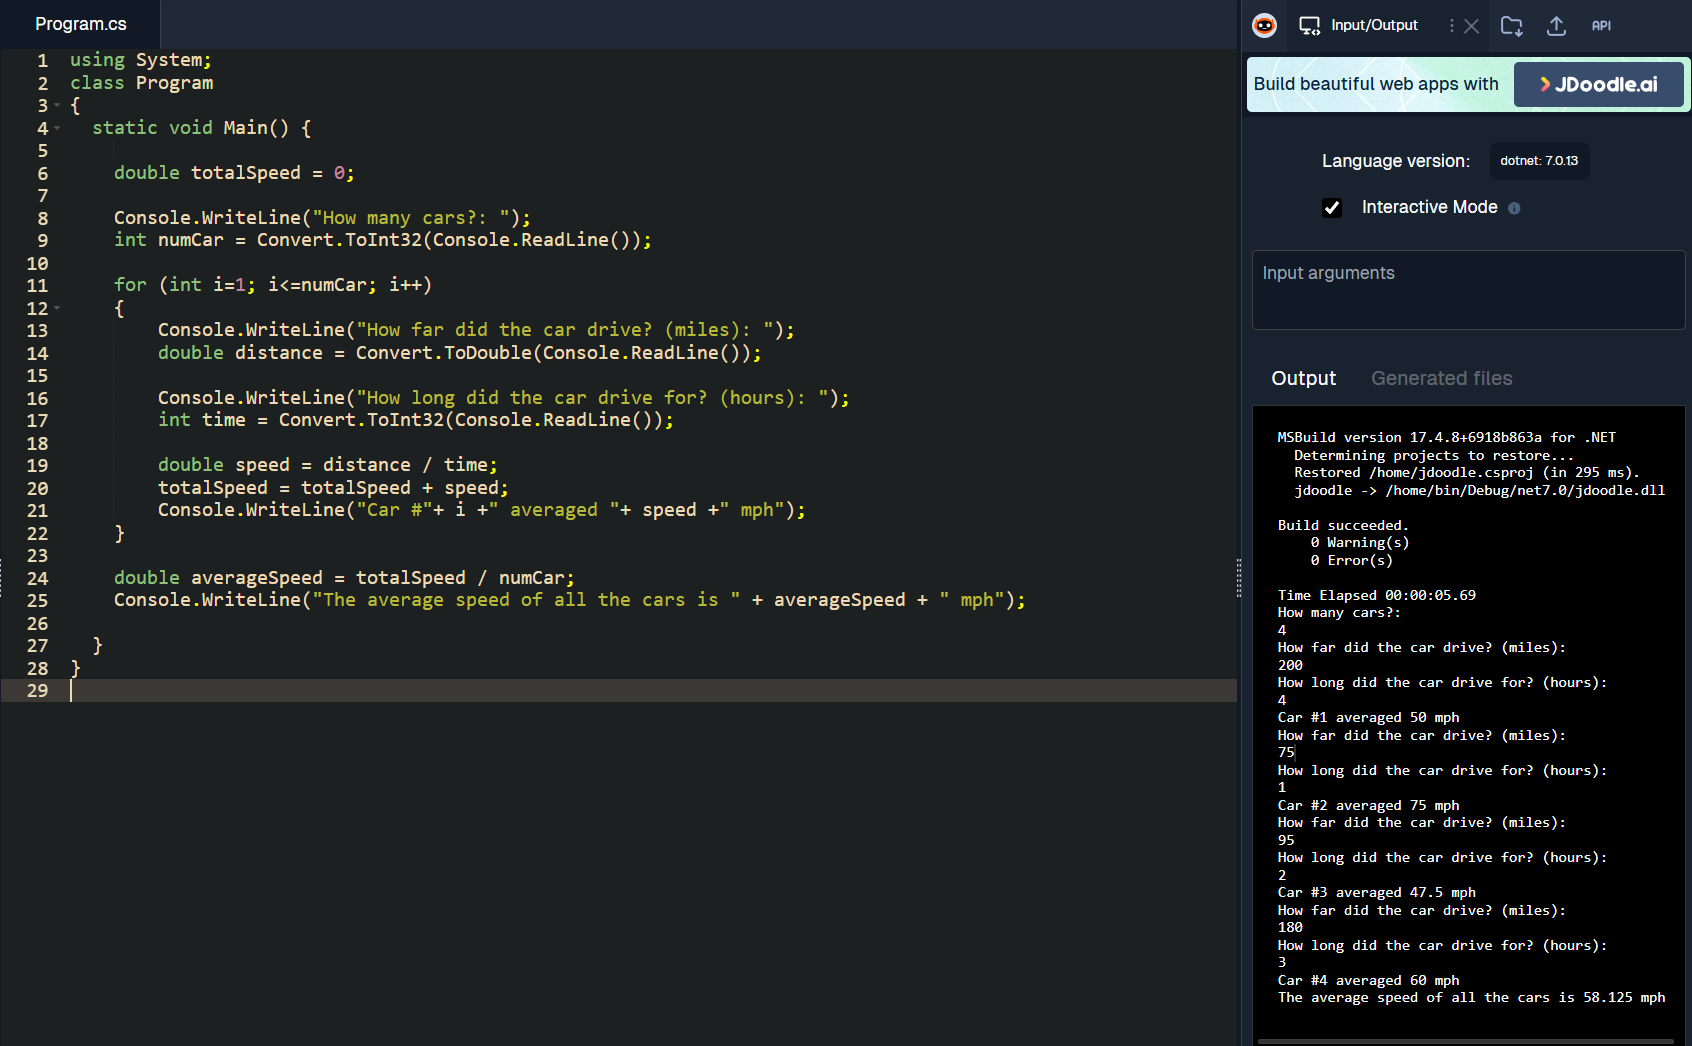 Program.cs
1 using System;
2 class Program
3 {
4 static void Main() {
5
6 double totalSpeed = 0;
7
8 Console.WriteLine("How many cars?: ");
9 int numCar = Convert.ToInt32(Console.ReadLine());
10
11 for (int i=1; i<=numCar; i++)
12 {
13 Console.WriteLine("How far did the car drive? (miles): ");
14 double distance = Convert.ToDouble(Console.ReadLine());
15
16 Console.WriteLine("How long did the car drive for? (hours): ");
17 int time = Convert.ToInt32(Console.ReadLine());
18
19 double speed = distance / time;
20 totalSpeed = totalSpeed + speed;
21 Console.WriteLine("Car #"+ i +" averaged "+ speed +" mph");
22 }
23
24 double averageSpeed = totalSpeed / numCar;
25 Console.WriteLine("The average speed of all the cars is " + averageSpeed + " mph");
26
27 }
28 }
29
Input/Output
API
Build beautiful web apps with JDoodle.ai
Language version: dotnet: 7.0.13
Interactive Mode
Input arguments
Output Generated files
MSBuild version 17.4.8+6918b863a for .NET
Determining projects to restore...
Restored /home/jdoodle.csproj (in 295 ms).
jdoodle -> /home/bin/Debug/net7.0/jdoodle.dll
Build succeeded.
0 Warning(s)
0 Error(s)
Time Elapsed 00:00:05.69
How many cars?:
4
How far did the car drive? (miles):
200
How long did the car drive for? (hours):
4
Car #1 averaged 50 mph
How far did the car drive? (miles):
75
How long did the car drive for? (hours):
1
Car #2 averaged 75 mph
How far did the car drive? (miles):
95
How long did the car drive for? (hours):
2
Car #3 averaged 47.5 mph
How far did the car drive? (miles):
180
How long did the car drive for? (hours):
3
Car #4 averaged 60 mph
The average speed of all the cars is 58.125 mph